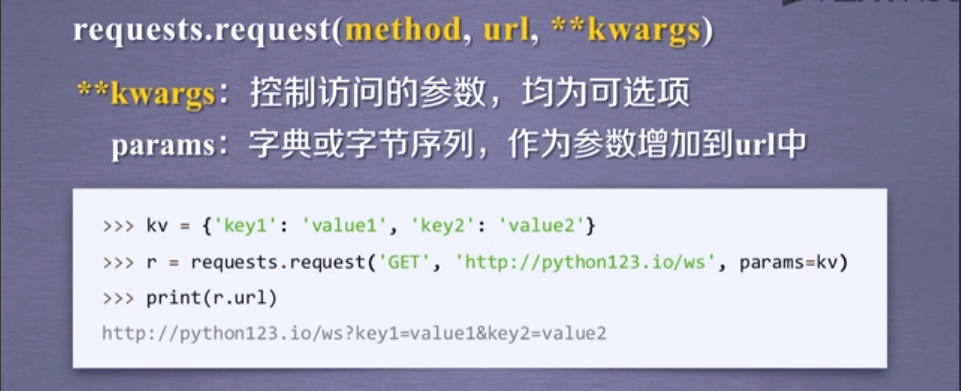 requests.request(method, url, **kwargs)
**kwargs：控制访问的参数，均为可选项
params：字典或字节序列，作为参数增加到url中
>>> kv = {'key1': 'value1', 'key2': 'value2'}
>>> r = requests.request('GET', 'http://python123.io/ws', params=kv)
>>> print(r.url)
http://python123.io/ws?key1=value1&key2=value2